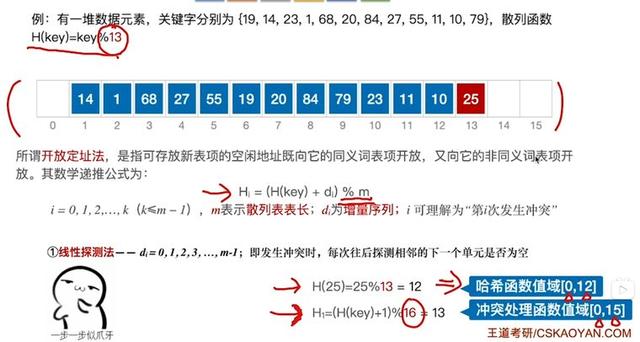 例：有一堆数据元素，关键字分别为 {19, 14, 23, 1, 68, 20, 84, 27, 55, 11, 10, 79}，散列函数
H(key)=key%13
14 1 68 27 55 19 20 84 79 23 11 10 25
0 1 2 3 4 5 6 7 8 9 10 11 12 13 14 15
所谓开放定址法，是指可存放新表项的空闲地址既向它的同义词表项开放，又向它的非同义词表项开
放。其数学递推公式为：
Hᵢ = (H(key) + dᵢ) % m
i = 0, 1, 2,..., k（k≤m − 1），m表示散列表表长；dᵢ为增量序列；i 可理解为“第i次发生冲突”
①线性探测法—— dᵢ = 0, 1, 2, 3, ..., m-1；即发生冲突时，每次往后探测相邻的下一个单元是否为空
H(25)=25%13 = 12
哈希函数值域[0,12]
H₁=(H(key)+1)%16 = 13
冲突处理函数值域[0,15]
一步一步似爪牙
王道考研/CSKAOYAN.COM